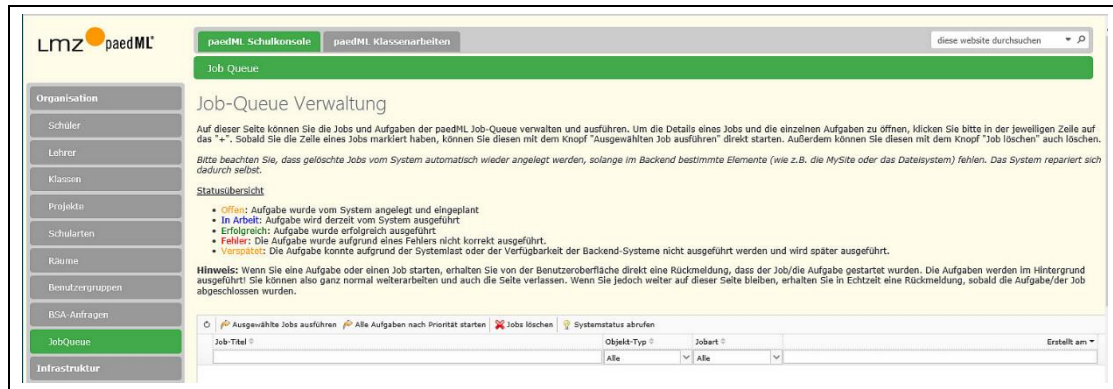 LMZ paedML®
paedML Schulkonsole paedML Klassenarbeiten
diese website durchsuchen
Job Queue
Organisation
Schüler
Lehrer
Klassen
Projekte
Schularten
Räume
Benutzergruppen
BSA-Anfragen
JobQueue
Infrastruktur
Job-Queue Verwaltung
Auf dieser Seite können Sie die Jobs und Aufgaben der paedML Job-Queue verwalten und ausführen. Um die Details eines Jobs und die einzelnen Aufgaben zu öffnen, klicken Sie bitte in der jeweiligen Zeile auf
das "+". Sobald Sie die Zeile eines Jobs markiert haben, können Sie diesen mit dem Knopf "Ausgewählten Job ausführen" direkt starten. Außerdem können Sie diesen mit dem Knopf "Job löschen" auch löschen.
Bitte beachten Sie, dass gelöschte Jobs vom System automatisch wieder angelegt werden, solange im Backend bestimmte Elemente (wie z.B. die MySite oder das Dateisystem) fehlen. Das System repariert sich
dadurch selbst.
Statusübersicht
• Offen: Aufgabe wurde vom System angelegt und eingeplant
• In Arbeit: Aufgabe wird derzeit vom System ausgeführt
• Erfolgreich: Aufgabe wurde erfolgreich ausgeführt
• Fehler: Die Aufgabe wurde aufgrund eines Fehlers nicht korrekt ausgeführt.
• Verspätet: Die Aufgabe konnte aufgrund der Systemlast oder der Verfügbarkeit der Backend-Systeme nicht ausgeführt werden und wird später ausgeführt.
Hinweis: Wenn Sie eine Aufgabe oder einen Job starten, erhalten Sie von der Benutzeroberfläche direkt eine Rückmeldung, dass der Job/die Aufgabe gestartet wurden. Die Aufgaben werden im Hintergrund
ausgeführt! Sie können also ganz normal weiterarbeiten und auch die Seite verlassen. Wenn Sie jedoch weiter auf dieser Seite bleiben, erhalten Sie in Echtzeit eine Rückmeldung, sobald die Aufgabe/der Job
abgeschlossen wurden.
Ausgewählte Jobs ausführen Alle Aufgaben nach Priorität starten Jobs löschen Systemstatus abrufen
Job-Titel Objekt-Typ Jobart Erstellt am
Alle Alle